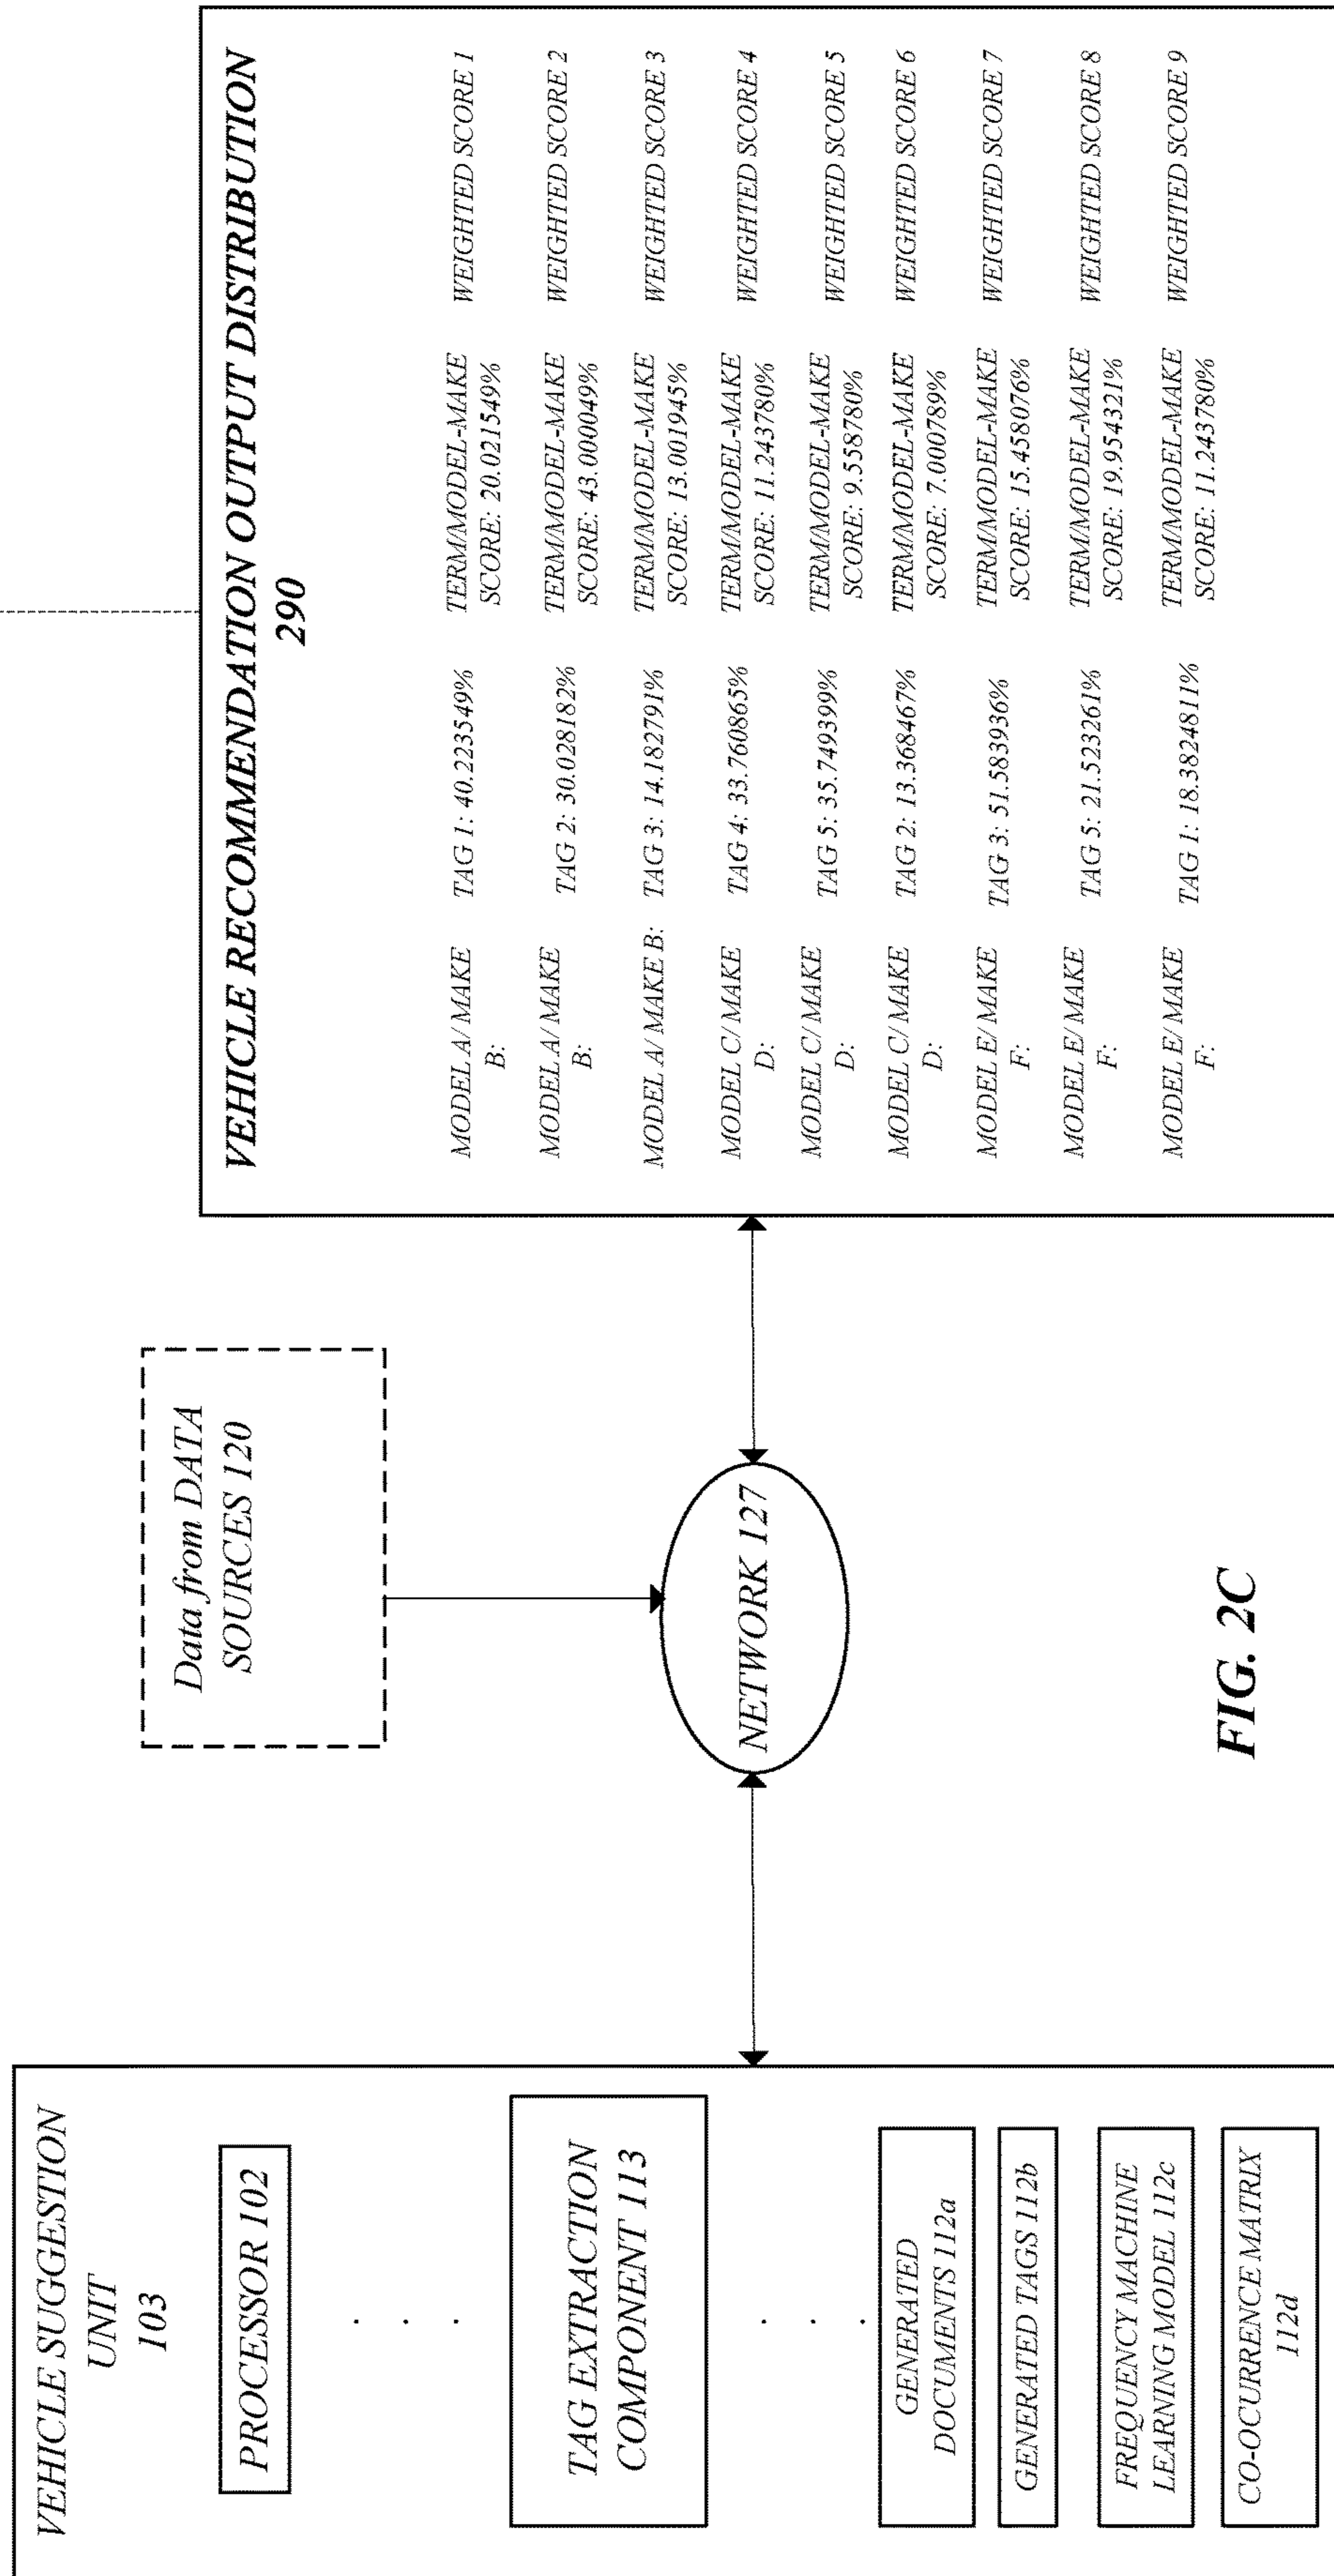 VEHICLE SUGGESTION
UNIT
103
PROCESSOR 102
.
.
.
TAG EXTRACTION
COMPONENT 113
.
.
.
GENERATED
DOCUMENTS 112a
GENERATED TAGS 112b
FREQUENCY MACHINE
LEARNING MODEL 112c
CO-OCURRENCE MATRIX
112d
Data from DATA
SOURCES 120
NETWORK 127
FIG. 2C
VEHICLE RECOMMENDATION OUTPUT DISTRIBUTION
290
MODEL A/ MAKE TAG 1: 40.223549% TERM/MODEL-MAKE WEIGHTED SCORE 1
B: SCORE: 20.021549%
MODEL A/ MAKE TAG 2: 30.028182% TERM/MODEL-MAKE WEIGHTED SCORE 2
B: SCORE: 43.000049%
MODEL A/ MAKE B: TAG 3: 14.182791% TERM/MODEL-MAKE WEIGHTED SCORE 3
SCORE: 13.001945%
MODEL C/ MAKE TAG 4: 33.760865% TERM/MODEL-MAKE WEIGHTED SCORE 4
D: SCORE: 11.243780%
MODEL C/ MAKE TAG 5: 35.749399% TERM/MODEL-MAKE WEIGHTED SCORE 5
D: SCORE: 9.558780%
MODEL C/ MAKE TAG 2: 13.368467% TERM/MODEL-MAKE WEIGHTED SCORE 6
D: SCORE: 7.000789%
MODEL E/ MAKE TAG 3: 51.583936% TERM/MODEL-MAKE WEIGHTED SCORE 7
F: SCORE: 15.458076%
MODEL E/ MAKE TAG 5: 21.523261% TERM/MODEL-MAKE WEIGHTED SCORE 8
F: SCORE: 19.954321%
MODEL E/ MAKE TAG 1: 18.3824811% TERM/MODEL-MAKE WEIGHTED SCORE 9
F: SCORE: 11.243780%